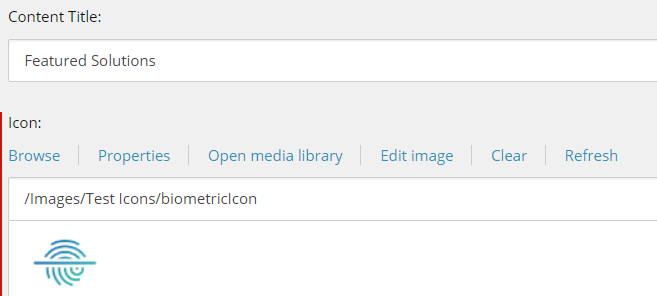 Content Title:
Featured Solutions
Icon:
Browse Properties Open media library Edit image Clear Refresh
/Images/Test Icons/biometricIcon